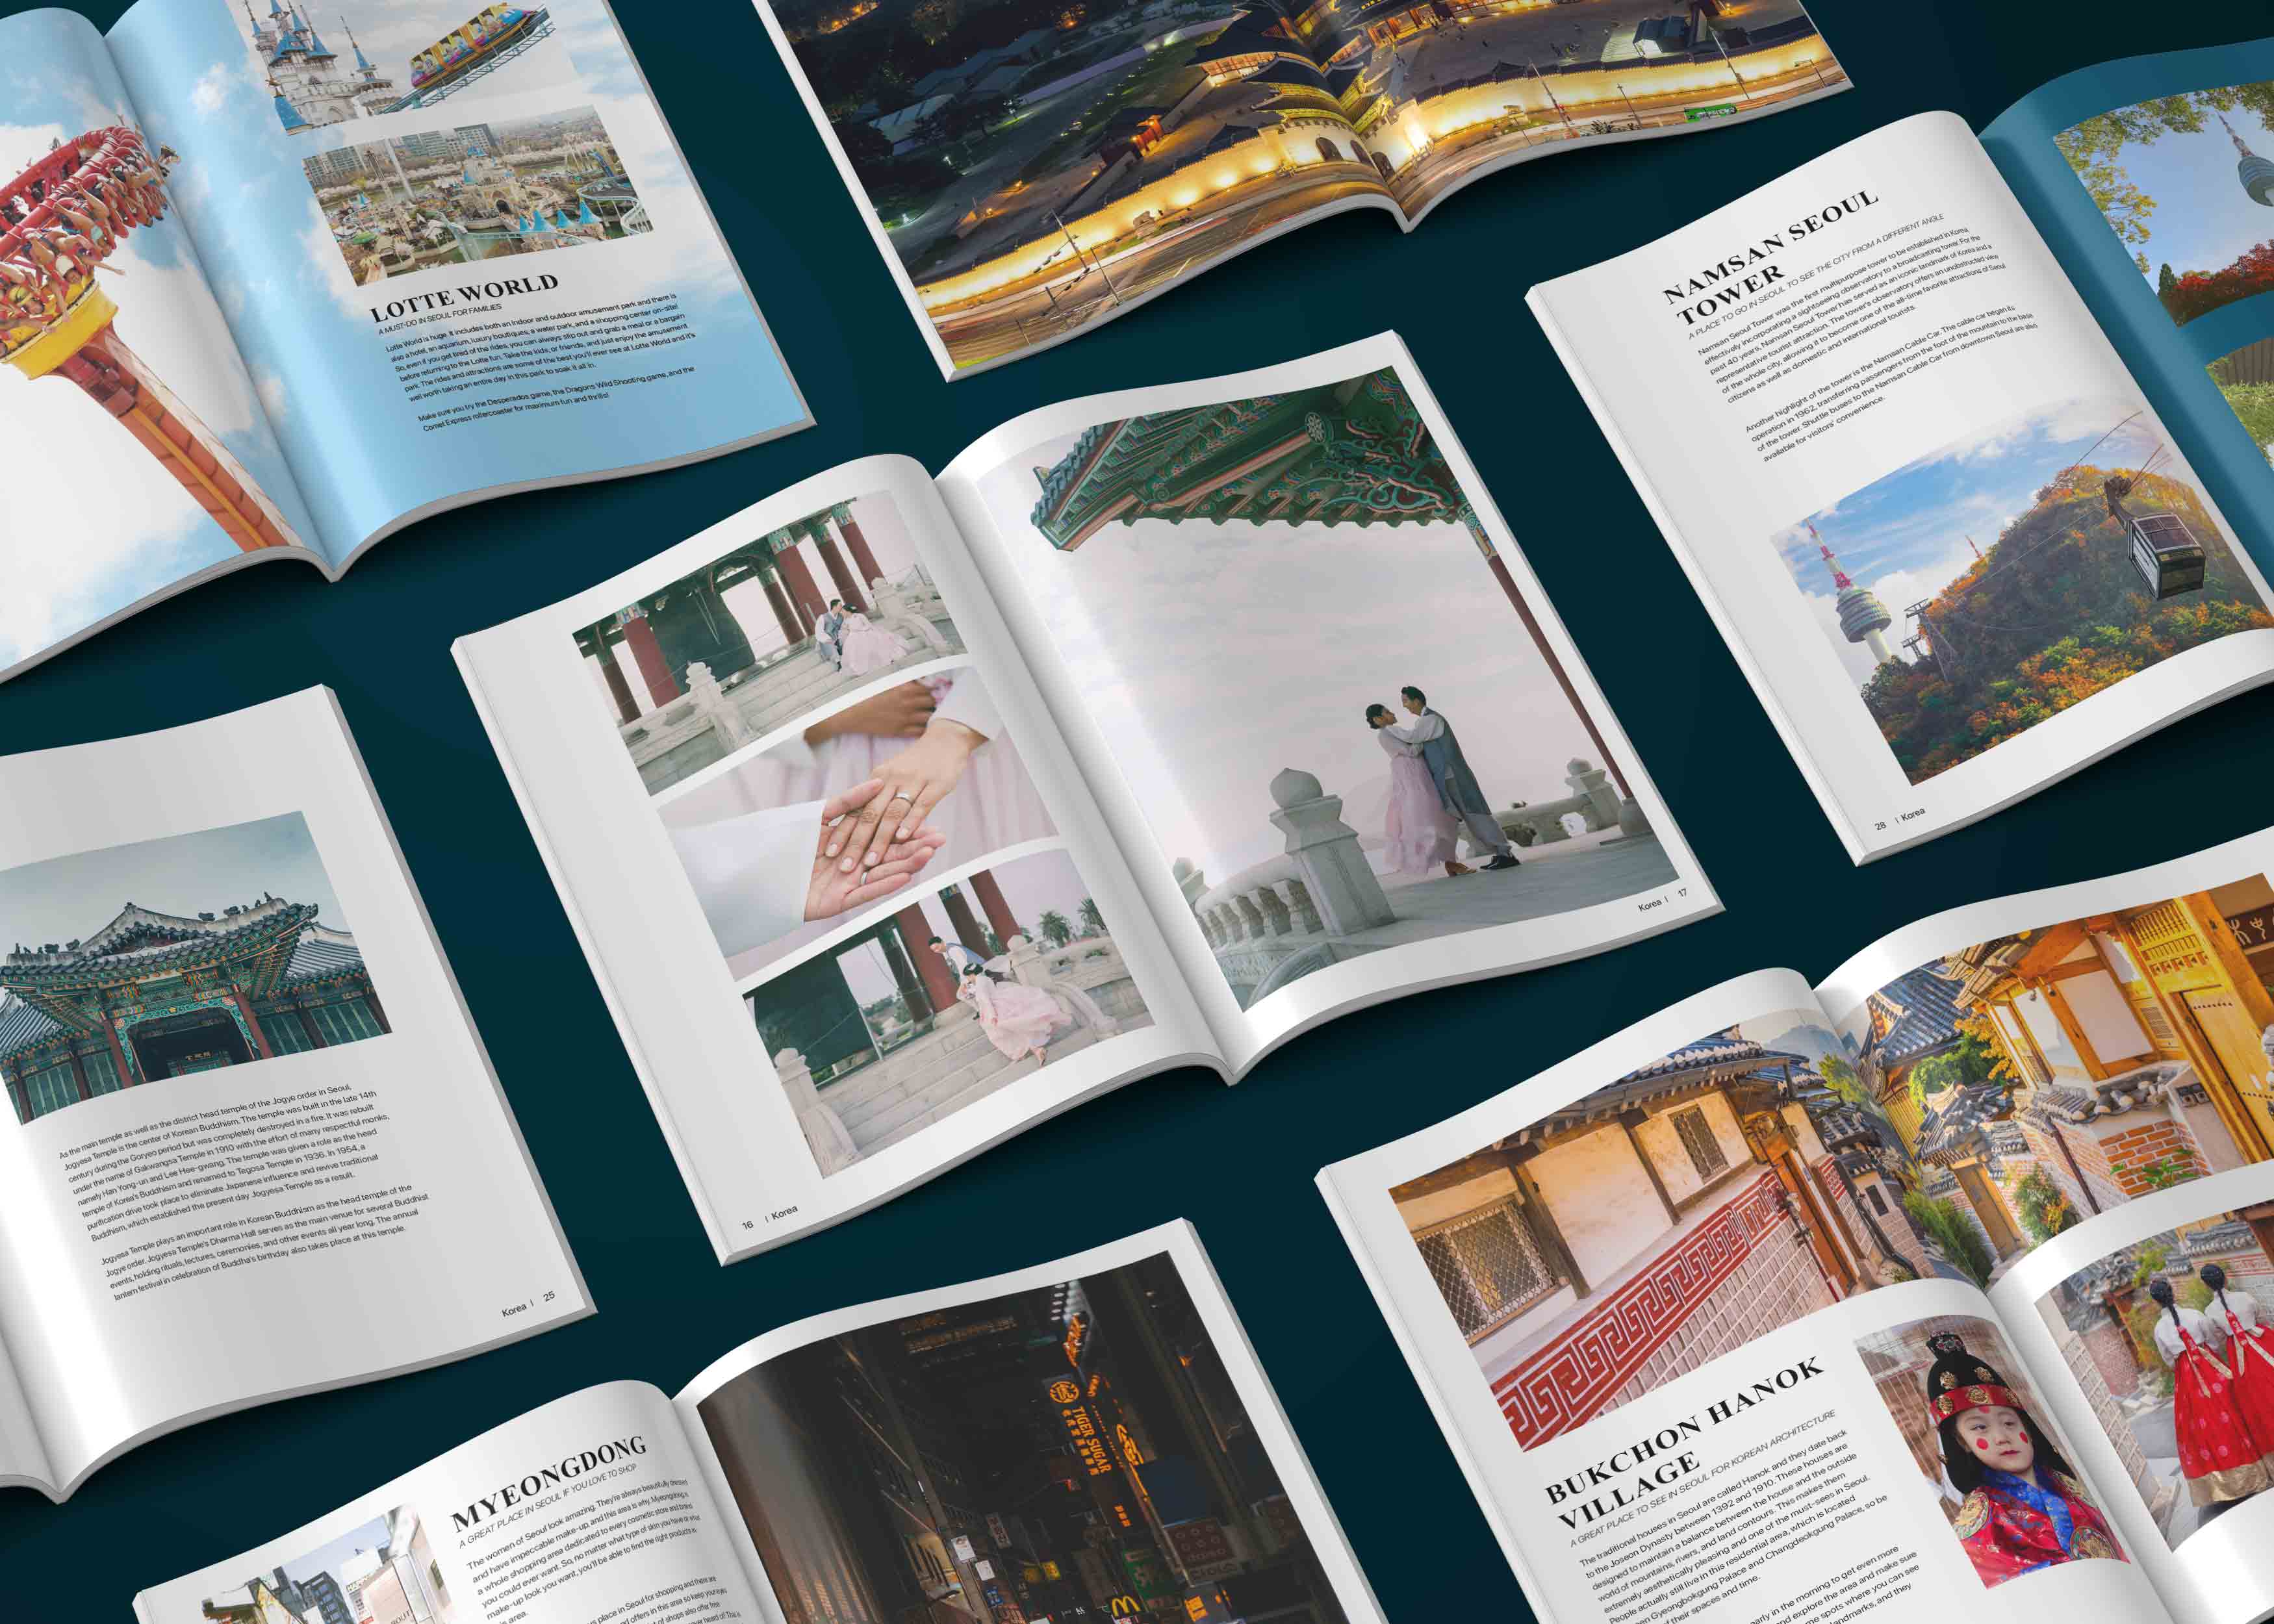 LOTTE WORLD
A MUST-DO IN SEOUL FOR FAMILIES
Lotte World is huge. It includes both an indoor and outdoor amusement park and there is
also a hotel, an aquarium, luxury boutiques, a water park, and a shopping center on-site!
So, even if you get tired of the rides, you can always slip out and grab a meal or a bargain
before returning to the Lotte fun. Take the kids, or friends, and just enjoy the amusement
park. The rides and attractions are some of the best you'll ever see at Lotte World and it's
well worth taking an entire day in this park to soak it all in.
Make sure you try the Desperados game, the Dragons Wild Shooting game, and the
Comet Express rollercoaster for maximum fun and thrills!
NAMSAN SEOUL
TOWER
A PLACE TO GO IN SEOUL TO SEE THE CITY FROM A DIFFERENT ANGLE
Namsan Seoul Tower was the first multipurpose tower to be established in Korea,
effectively incorporating a sightseeing observatory to a broadcasting tower. For the
past 40 years, Namsan Seoul Tower has served as an iconic landmark of Korea and a
representative tourist attraction. The tower's observatory offers an unobstructed view
of the whole city, allowing it to become one of the all-time favorite attractions of Seoul
citizens as well as domestic and international tourists.
Another highlight of the tower is the Namsan Cable Car. The cable car began its
operation in 1962, transferring passengers from the foot of the mountain to the base
of the tower. Shuttle buses to the Namsan Cable Car from downtown Seoul are also
available for visitors' convenience.
28 | Korea
16 | Korea
Korea | 17
As the main temple as well as the district head temple of the Jogye order in Seoul,
Jogyesa Temple is the center of Korean Buddhism. The temple was built in the late 14th
century during the Goryeo period but was completely destroyed in a fire. It was rebuilt
under the name of Gakwangsa Temple in 1910 with the effort of many respectful monks,
namely Han Yong-un and Lee Hee-gwang. The temple was given a role as the head
temple of Korea's Buddhism and renamed to Tegosa Temple in 1936. In 1954, a
purification drive took place to eliminate Japanese influence and revive traditional
Buddhism, which established the present day Jogyesa Temple as a result.
Jogyesa Temple plays an important role in Korean Buddhism as the head temple of the
Jogye order. Jogyesa Temple's Dharma Hall serves as the main venue for several Buddhist
events, holding rituals, lectures, ceremonies, and other events all year long. The annual
lantern festival in celebration of Buddha's birthday also takes place at this temple.
Korea | 25
MYEONGDONG
A GREAT PLACE IN SEOUL IF YOU LOVE TO SHOP
The women of Seoul look amazing. They're always beautifully dressed
and have impeccable make-up, and this area is why. Myeongdong is
a whole shopping area dedicated to every cosmetic store and brand
you could ever want. So, no matter what type of skin you have or what
make-up look you want, you'll be able to find the right products in
area.
place in Seoul for shopping and there are
offers in this area to keep your eyes
of shops also offer free
ever heard of! This
TIGER SUGAR
BUKCHON HANOK
VILLAGE
A GREAT PLACE TO SEE IN SEOUL FOR KOREAN ARCHITECTURE
The traditional houses in Seoul are called Hanok and they date back
to the Joseon Dynasty between 1392 and 1910. These houses are
designed to maintain a balance between the house and the outside
world of mountains, rivers, and land contours. This makes them
extremely aesthetically pleasing and one of the must-sees in Seoul.
People actually still live in this residential area, which is located
Gyeongbokgung Palace and Changdeokgung Palace, so be
their spaces and time.
early in the morning to get even more
and explore the area and make sure
some spots where you can see
landmarks, and they